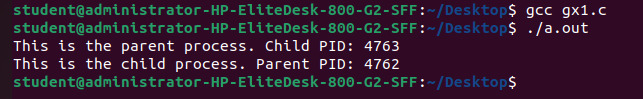 student@administrator-HP-EliteDesk-800-G2-SFF:~/Desktop$ gcc gx1.c
student@administrator-HP-EliteDesk-800-G2-SFF:~/Desktop$ ./a.out
This is the parent process. Child PID: 4763
This is the child process. Parent PID: 4762
student@administrator-HP-EliteDesk-800-G2-SFF:~/Desktop$